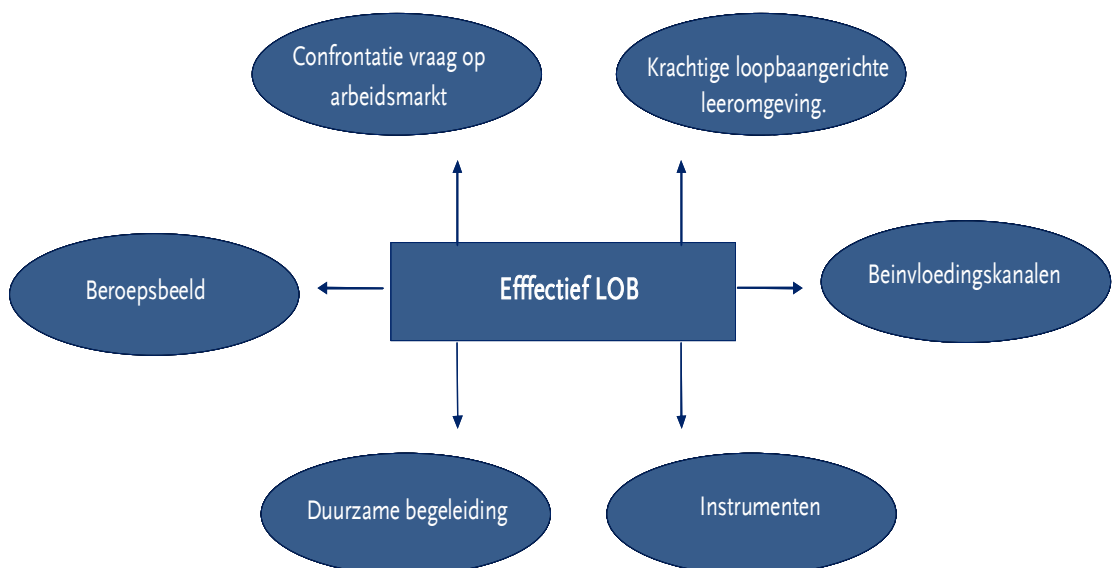 Confrontatie vraag op
arbeidsmarkt
Krachtige loopbaangerichte
leeromgeving.
Beroepsbeeld
Efffectief LOB
Beinvloedingskanalen
Duurzame begeleiding
Instrumenten